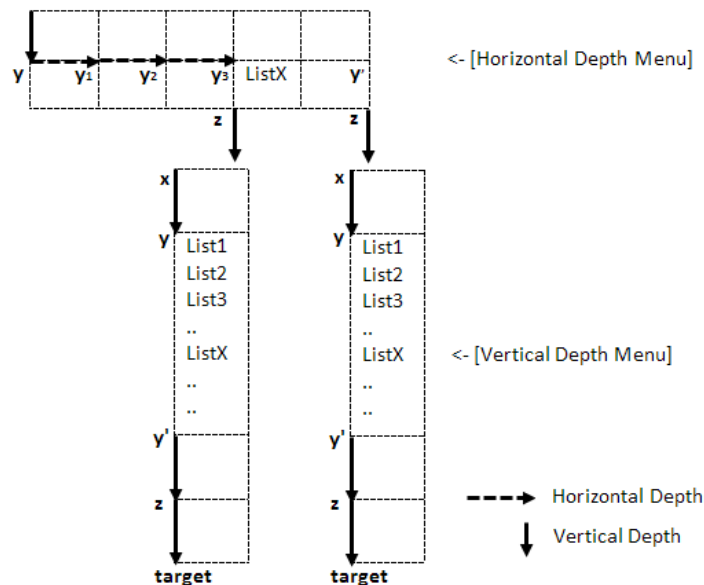 y y1 y2 y3 ListX y' <- [Horizontal Depth Menu]
z z
x x
y y
List1 List1
List2 List2
List3 List3
.. ..
ListX ListX <- [Vertical Depth Menu]
.. ..
.. ..
y' y'
z z
Horizontal Depth
Vertical Depth
target target